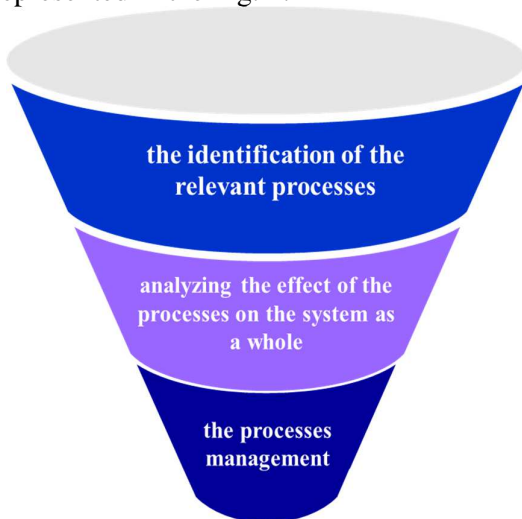 the identification of the
relevant processes
analyzing the effect of the
processes on the system as
a whole
the processes
management